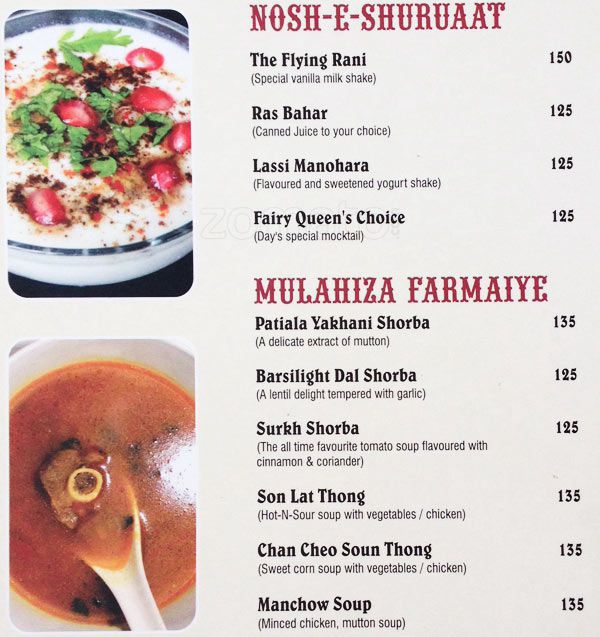 NOSH-E-SHURUAAT
The Flying Rani 150
(Special vanilla milk shake)
Ras Bahar 125
(Canned Juice to your choice)
Lassi Manohara 125
(Flavoured and sweetened yogurt shake)
Fairy Queen's Choice 125
(Day's special mocktail)
MULAHIZA FARMAIYE
Patiala Yakhani Shorba 135
(A delicate extract of mutton)
Barsilight Dal Shorba 125
(A lentil delight tempered with garlic)
Surkh Shorba 125
(The all time favourite tomato soup flavoured with
cinnamon & coriander)
Son Lat Thong 135
(Hot-N-Sour soup with vegetables / chicken)
Chan Cheo Soun Thong 135
(Sweet corn soup with vegetables / chicken)
Manchow Soup 135
(Minced chicken, mutton soup)